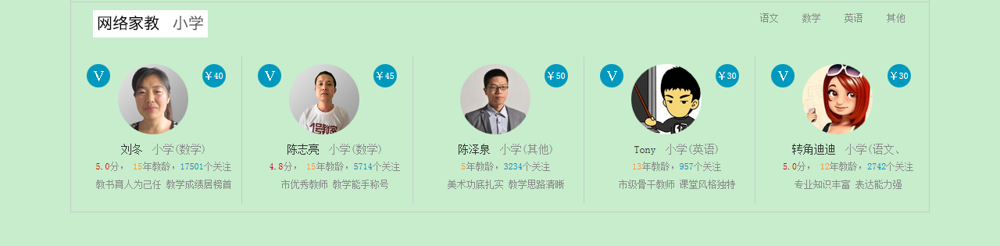 网络家教 小学
语文 数学 英语 其他
V ¥40
刘冬 小学(数学)
5.0分， 15年教龄，17501个关注
教书育人为己任 教学成绩居榜首
V ¥45
陈志亮 小学(数学)
4.8分， 15年教龄，5714个关注
市优秀教师 教学能手称号
¥50
陈泽泉 小学(其他)
5年教龄，3234个关注
美术功底扎实 教学思路清晰
V ¥30
Tony 小学(英语)
13年教龄，957个关注
市级骨干教师 课堂风格独特
V ¥30
转角迪迪 小学(语文、
5.0分， 12年教龄，2742个关注
专业知识丰富 表达能力强